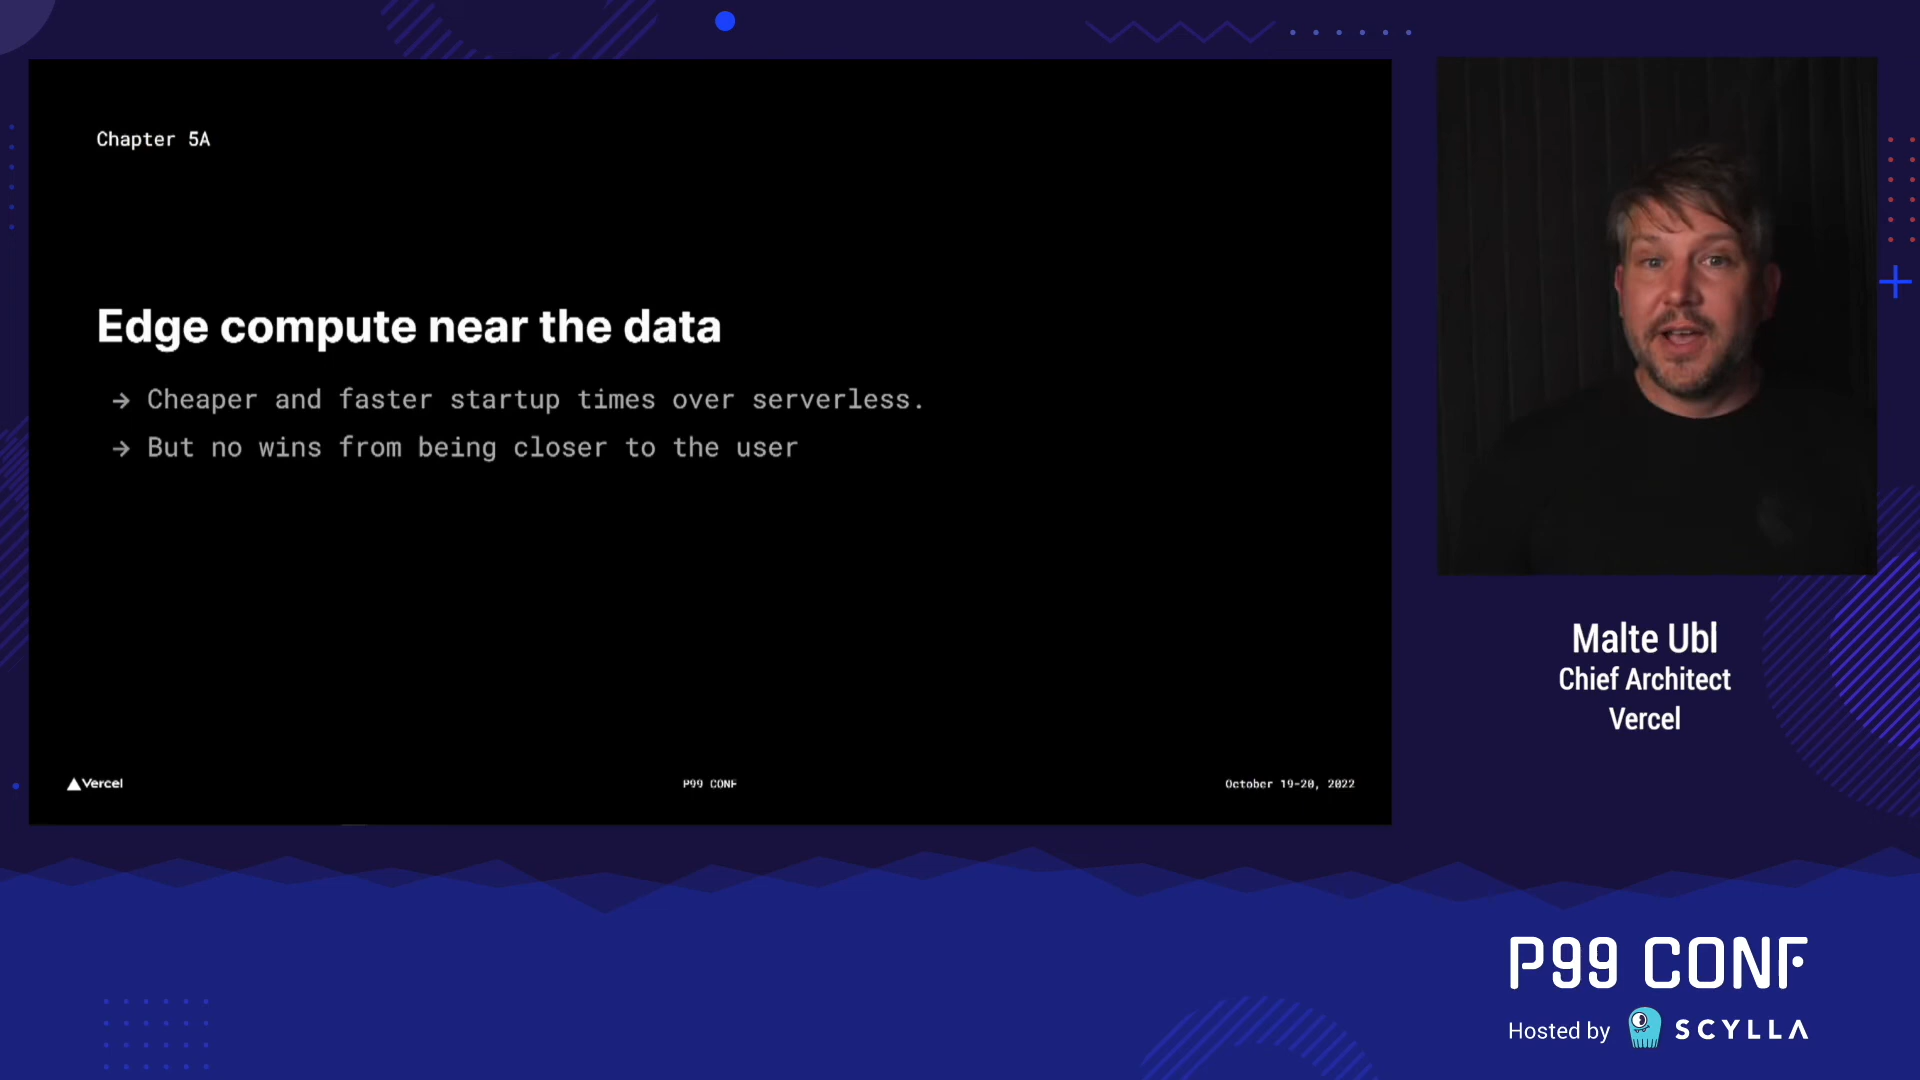 Chapter 5A
Edge compute near the data
→ Cheaper and faster startup times over serverless.
→ But no wins from being closer to the user
Vercel
P99 CONF
October 19-20, 2022
Malte Ubl
Chief Architect
Vercel
P99 CONF
Hosted by SCYLLA